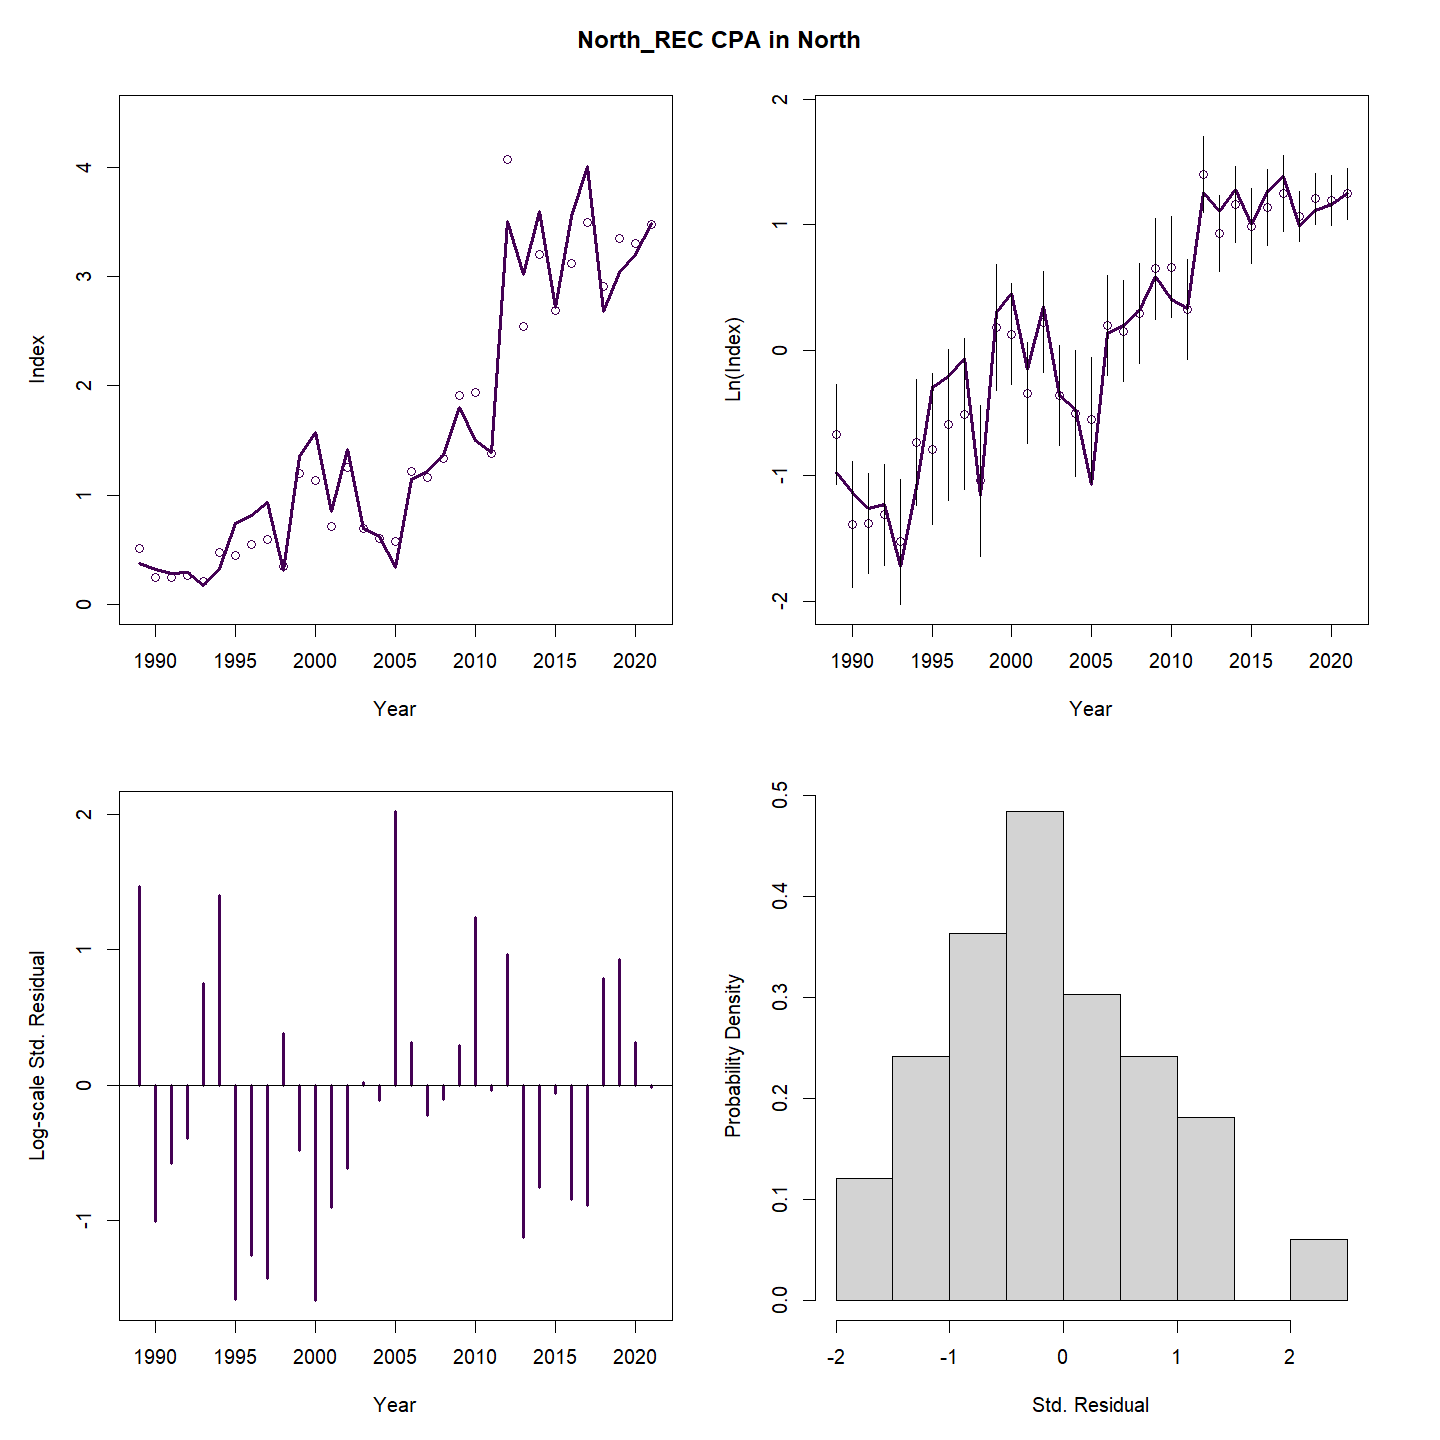 North_REC CPA in North
Index
0 1 2 3 4
1990 1995 2000 2005 2010 2015 2020
Year
Ln(Index)
-2 -1 0 1 2
1990 1995 2000 2005 2010 2015 2020
Year
Log-scale Std. Residual
-1 0 1 2
1990 1995 2000 2005 2010 2015 2020
Year
Probability Density
0.0 0.1 0.2 0.3 0.4 0.5
-2 -1 0 1 2
Std. Residual